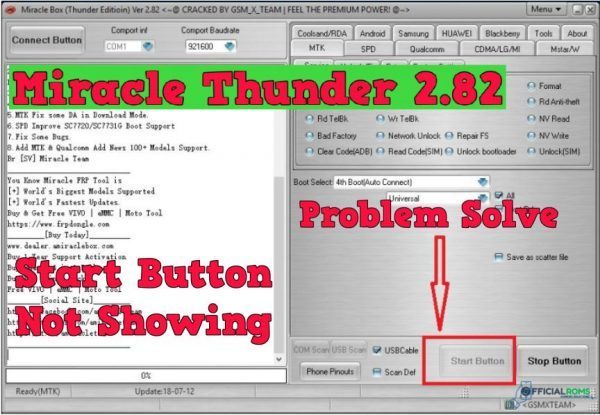 Miracle Box (Thunder Edition) Ver 2.82 <~@ CRACKED BY GSM_X_TEAM | FEEL THE PREMIUM POWER! @~>
Menu
Connect Button
Comport inf
COM1
Comport Baudrate
921600
Coolsand/RDA
Android
Samsung
HUAWEI
Blackberry
Tools
About
MTK
SPD
Qualcomm
CDMA/LG/MI
Mstar/W
Miracle Thunder 2.82
Format
Rd Anti-theft
Rd TelBk
Wr TelBk
NV Read
Bad Factory
Network Unlock
Repair FS
NV Write
Clear Code(ADB)
Read Code(SIM)
Unlock bootloader
Unlock(SIM)
5.MTK Fix some DA in Download Mode.
6.SPD Improve SC7720/SC7731G Boot Support
7.Fix Some Bugs.
8.Add MTK & Qualcomm Add News 100+ Models Support.
Br [SV] Miracle Team
You Know Miracle FRP Tool is
[+] World's Biggest Models Supported
[+] World's Fastest Updates.
Buy & Get Free VIVO | eMMC | Moto Tool
https://www.frpdongle.com
[Buy Today]
www.dealer.amiraclebox.com
Buy 1 Year Support Activation
Free VIVO | eMMC | Moto Tool
[Social Site]
Boot Select:
4th Boot(Auto Connect)
Universal
All
Problem Solve
Save as scatter file
Start Button
Not Showing
COM Scan
USB Scan
USBCable
Phone Pinouts
Scan Def
Start Button
Stop Button
0%
Ready(MTK)
Update:18-07-12
OFFICIALROMS
<GSMXTEAM>